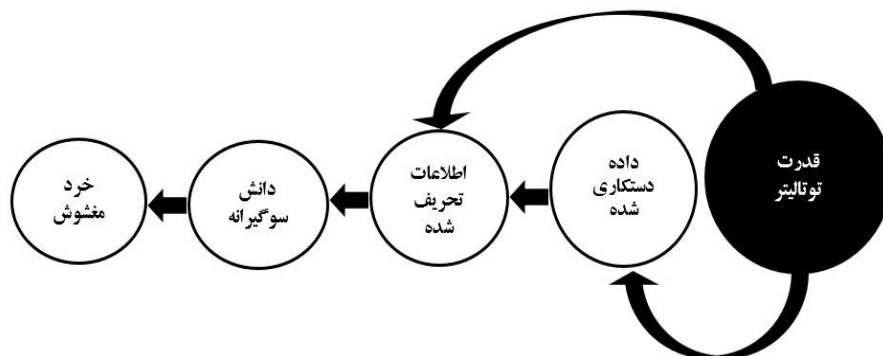 قدرت
توتالیتر
داده
دستکاری
شده
اطلاعات
تحریف
شده
دانش
سوگیرانه
خرد
مغشوش